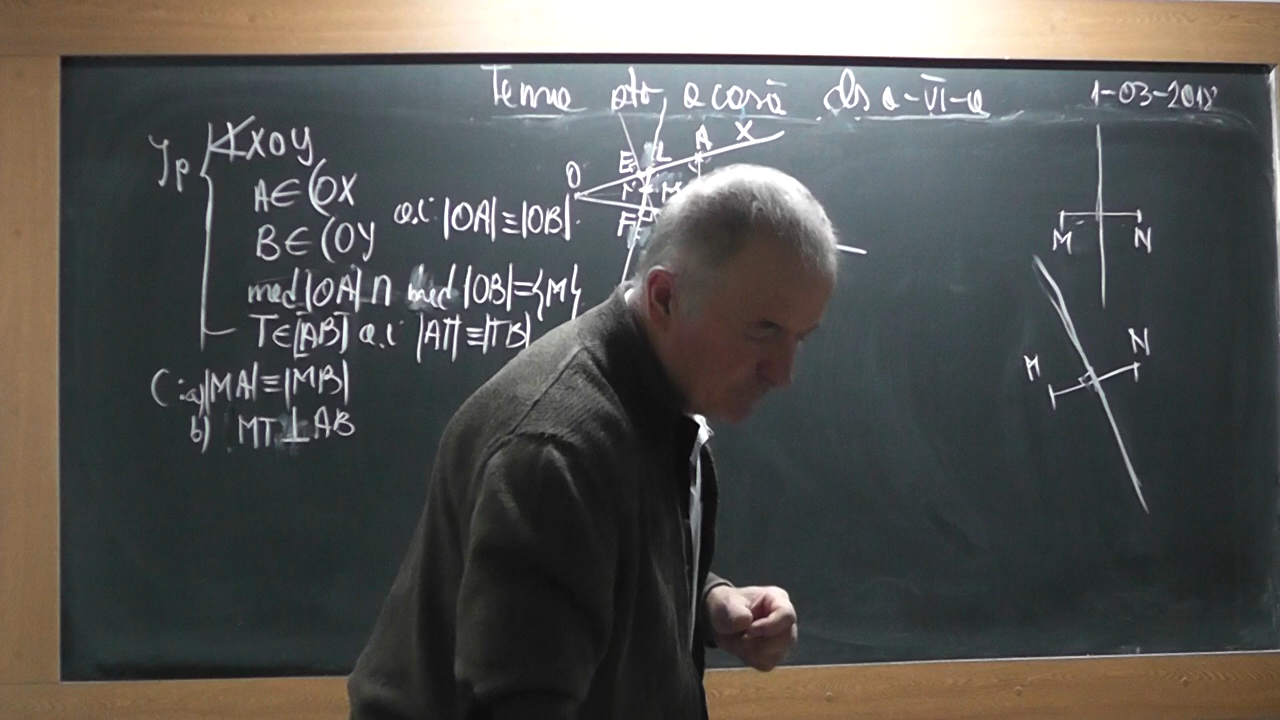 Tema ptr acasă cls a-VI-a
1-03-2018
Ip
∢XOY
A∈(OX
B∈(OY a.î. |OA|≡|OB|.
med|OA|∩ med|OB|={M}
T∈[AB] a.î |AT|≡|TB|
C: a) |MA|≡|MB|
b) MT⊥AB
O
E
L
A
X
F
M N
M N